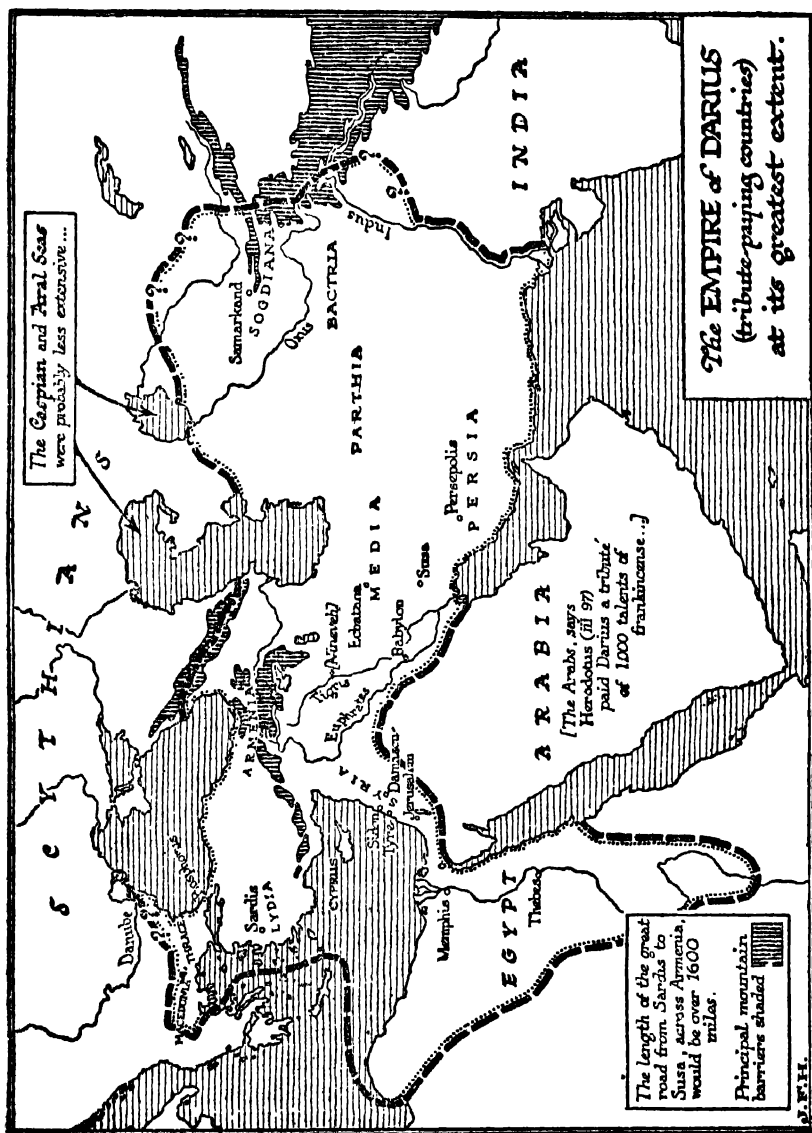 The EMPIRE of DARIUS
(tribute-paying countries)
at its greatest extent.
The Caspian and Aral Seas
were probably less extensive...
SCYTHIANS
Danube
Bosphorus
MACEDONIA
THRACE
Sardis
LYDIA
ARMENIA
CYPRUS
SYRIA
Sidon
Tyre
Damascus
Jerusalem
Euphrates
[Nineveh]
Ecbatana
MEDIA
Babylon
Susa
Persepolis
PERSIA
PARTHIA
BACTRIA
SOGDIANA
Samarkand
Oxus
Indus
INDIA
Memphis
EGYPT
Thebes
ARABIA
[The Arabs, says
Herodotus (iii 97)
paid Darius a tribute
of 1,000 talents of
frankincense...]
The length of the great
road from Sardis to
Susa, across Armenia,
would be over 1600
miles.
Principal mountain
barriers shaded
J.F.H.